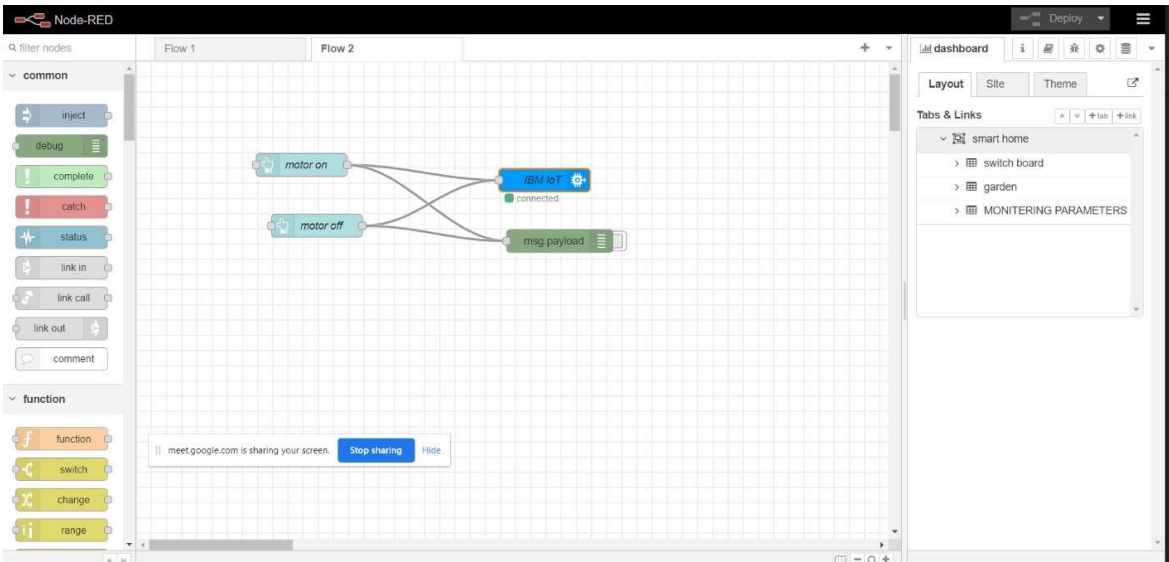 Node-RED
Deploy
filter nodes
Flow 1
Flow 2
dashboard
common
inject
debug
complete
catch
status
link in
link call
link out
comment
function
function
switch
change
range
motor on
motor off
IBM IoT
connected
msg.payload
meet.google.com is sharing your screen.
Stop sharing
Hide
Layout
Site
Theme
Tabs & Links
+tab
+link
smart home
switch board
garden
MONITERING PARAMETERS